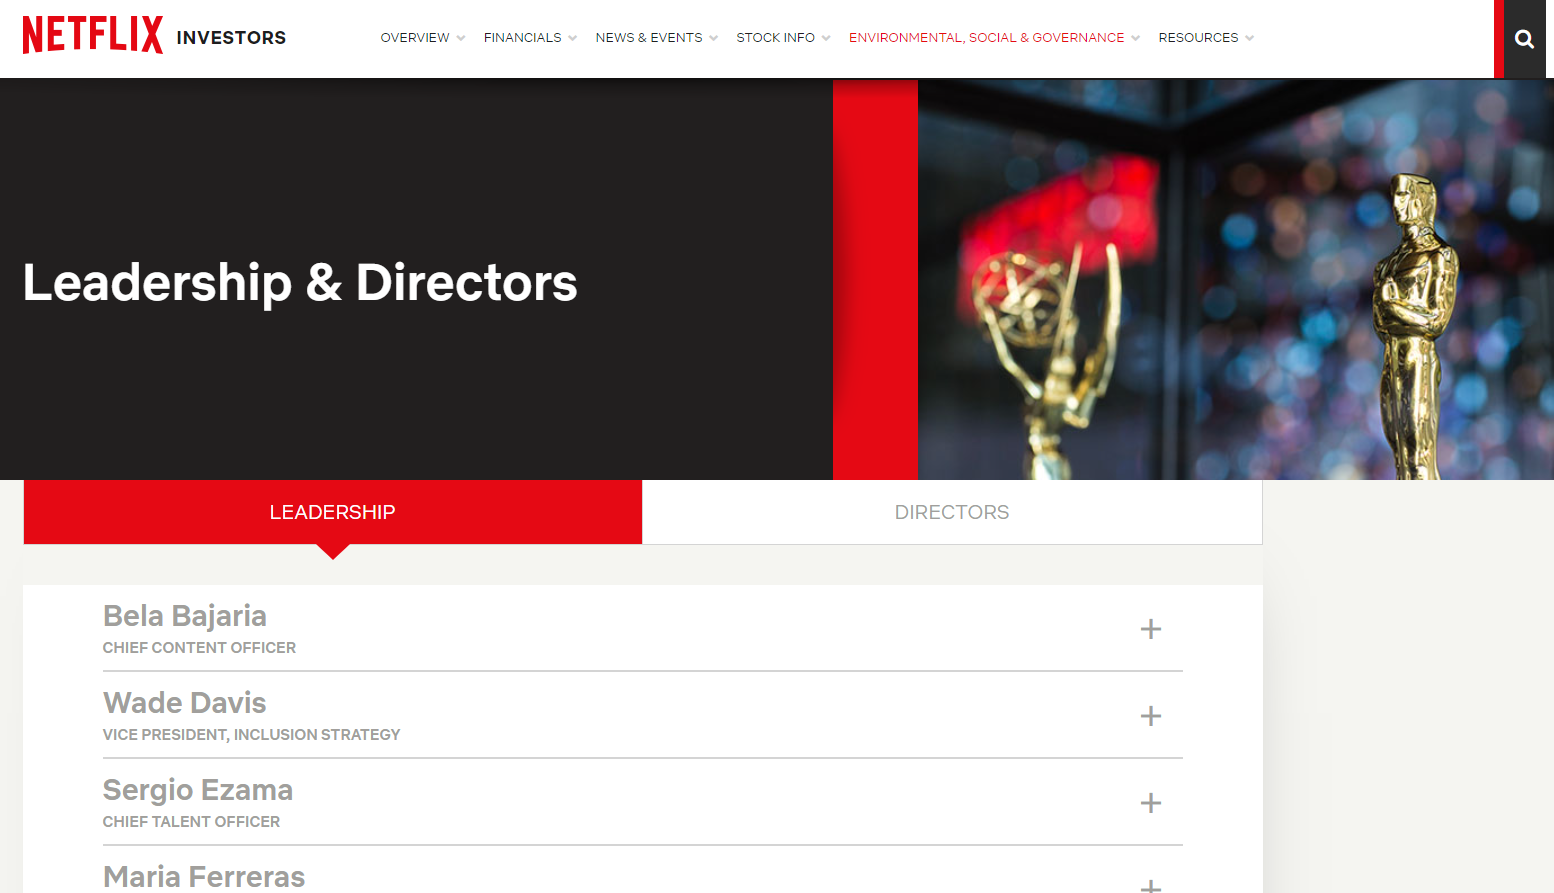 NETFLIX INVESTORS
OVERVIEW FINANCIALS NEWS & EVENTS STOCK INFO ENVIRONMENTAL, SOCIAL & GOVERNANCE RESOURCES
Leadership & Directors
LEADERSHIP DIRECTORS
Bela Bajaria
CHIEF CONTENT OFFICER
Wade Davis
VICE PRESIDENT, INCLUSION STRATEGY
Sergio Ezama
CHIEF TALENT OFFICER
Maria Ferreras